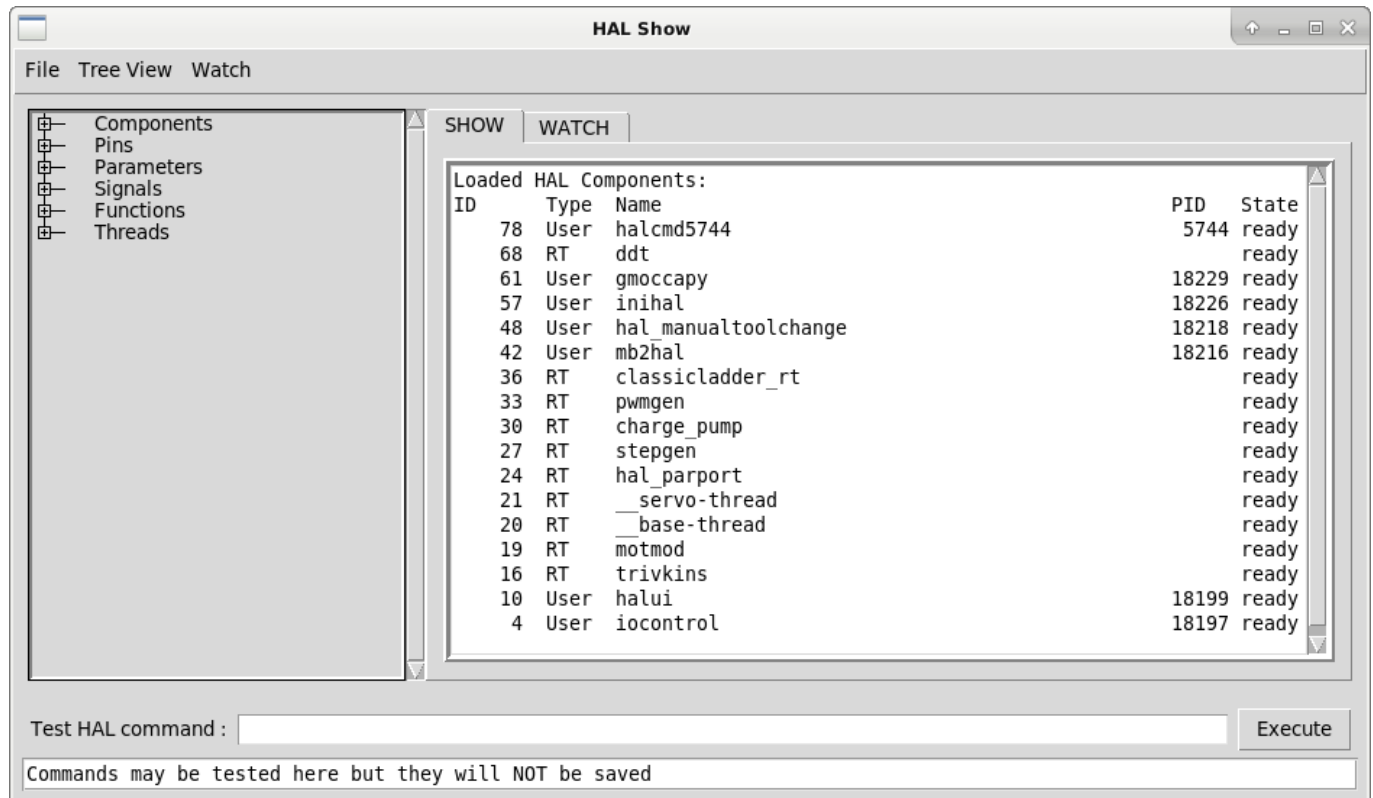 HAL Show
File Tree View Watch
Components
Pins
Parameters
Signals
Functions
Threads
SHOW WATCH
Loaded HAL Components:
ID Type Name PID State
78 User halcmd5744 5744 ready
68 RT ddt ready
61 User gmoccapy 18229 ready
57 User inihal 18226 ready
48 User hal_manualtoolchange 18218 ready
42 User mb2hal 18216 ready
36 RT classicladder_rt ready
33 RT pwmgen ready
30 RT charge_pump ready
27 RT stepgen ready
24 RT hal_parport ready
21 RT __servo-thread ready
20 RT __base-thread ready
19 RT motmod ready
16 RT trivkins ready
10 User halui 18199 ready
4 User iocontrol 18197 ready
Test HAL command : Execute
Commands may be tested here but they will NOT be saved